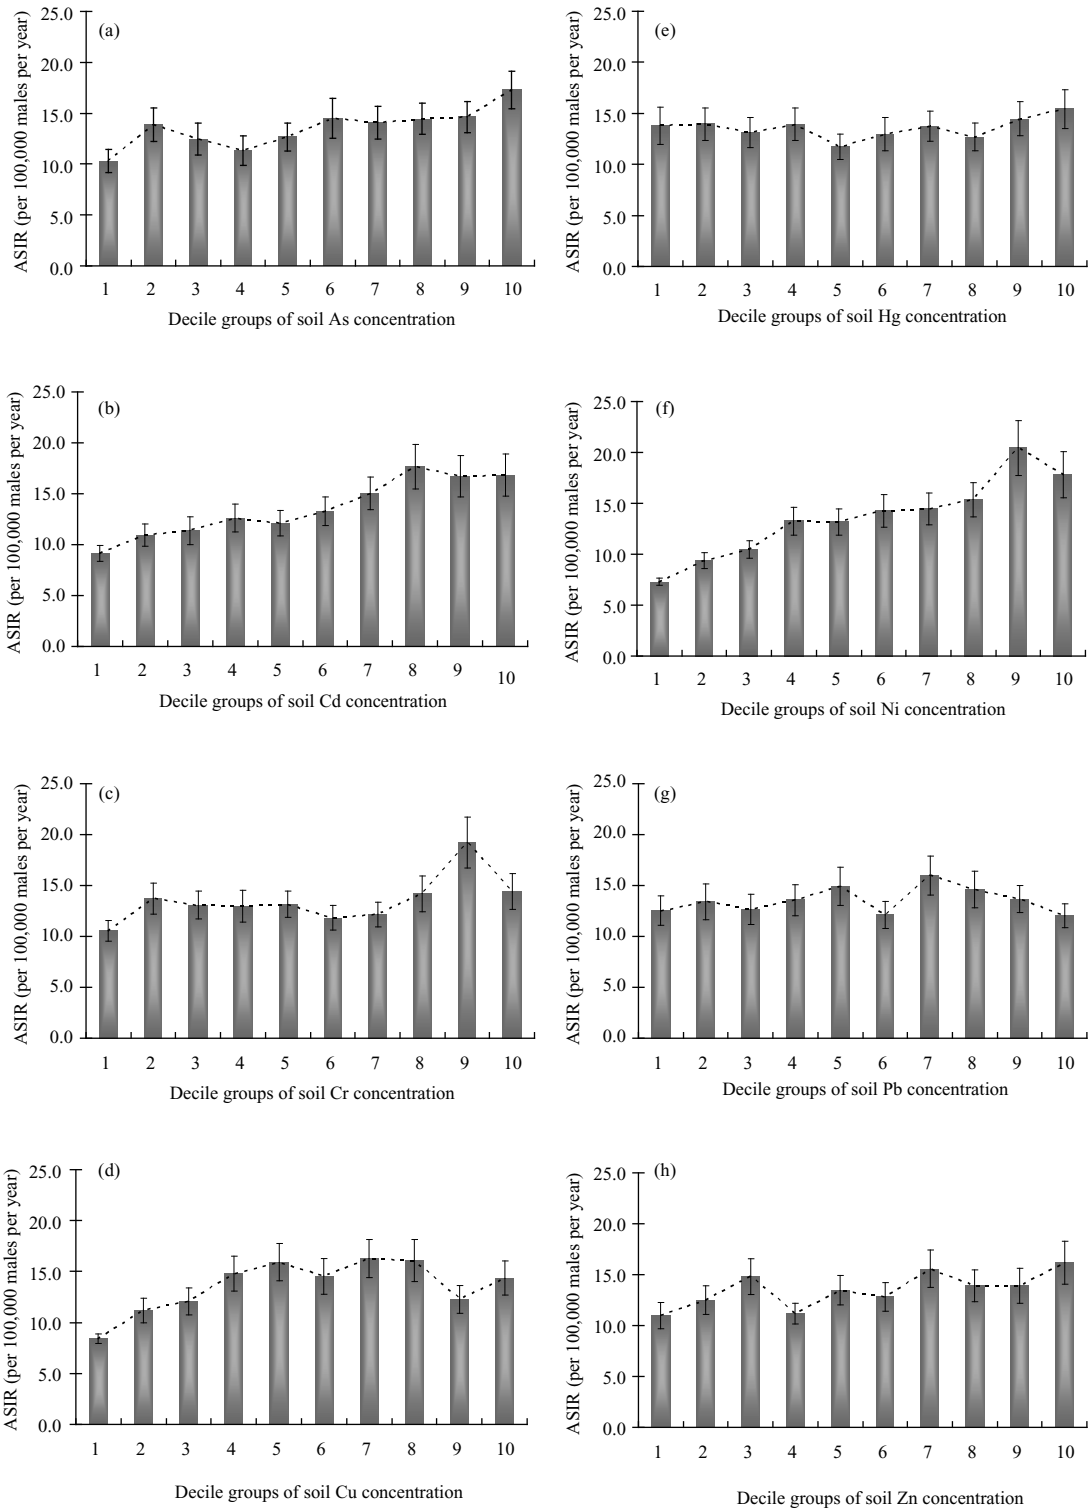 (a)
ASIR (per 100,000 males per year)
25.0
20.0
15.0
10.0
5.0
0.0
1 2 3 4 5 6 7 8 9 10
Decile groups of soil As concentration
(e)
ASIR (per 100,000 males per year)
25.0
20.0
15.0
10.0
5.0
0.0
1 2 3 4 5 6 7 8 9 10
Decile groups of soil Hg concentration
(b)
ASIR (per 100,000 males per year)
25.0
20.0
15.0
10.0
5.0
0.0
1 2 3 4 5 6 7 8 9 10
Decile groups of soil Cd concentration
(f)
ASIR (per 100,000 males per year)
25.0
20.0
15.0
10.0
5.0
0.0
1 2 3 4 5 6 7 8 9 10
Decile groups of soil Ni concentration
(c)
ASIR (per 100,000 males per year)
25.0
20.0
15.0
10.0
5.0
0.0
1 2 3 4 5 6 7 8 9 10
Decile groups of soil Cr concentration
(g)
ASIR (per 100,000 males per year)
25.0
20.0
15.0
10.0
5.0
0.0
1 2 3 4 5 6 7 8 9 10
Decile groups of soil Pb concentration
(d)
ASIR (per 100,000 males per year)
25.0
20.0
15.0
10.0
5.0
0.0
1 2 3 4 5 6 7 8 9 10
Decile groups of soil Cu concentration
(h)
ASIR (per 100,000 males per year)
25.0
20.0
15.0
10.0
5.0
0.0
1 2 3 4 5 6 7 8 9 10
Decile groups of soil Zn concentration